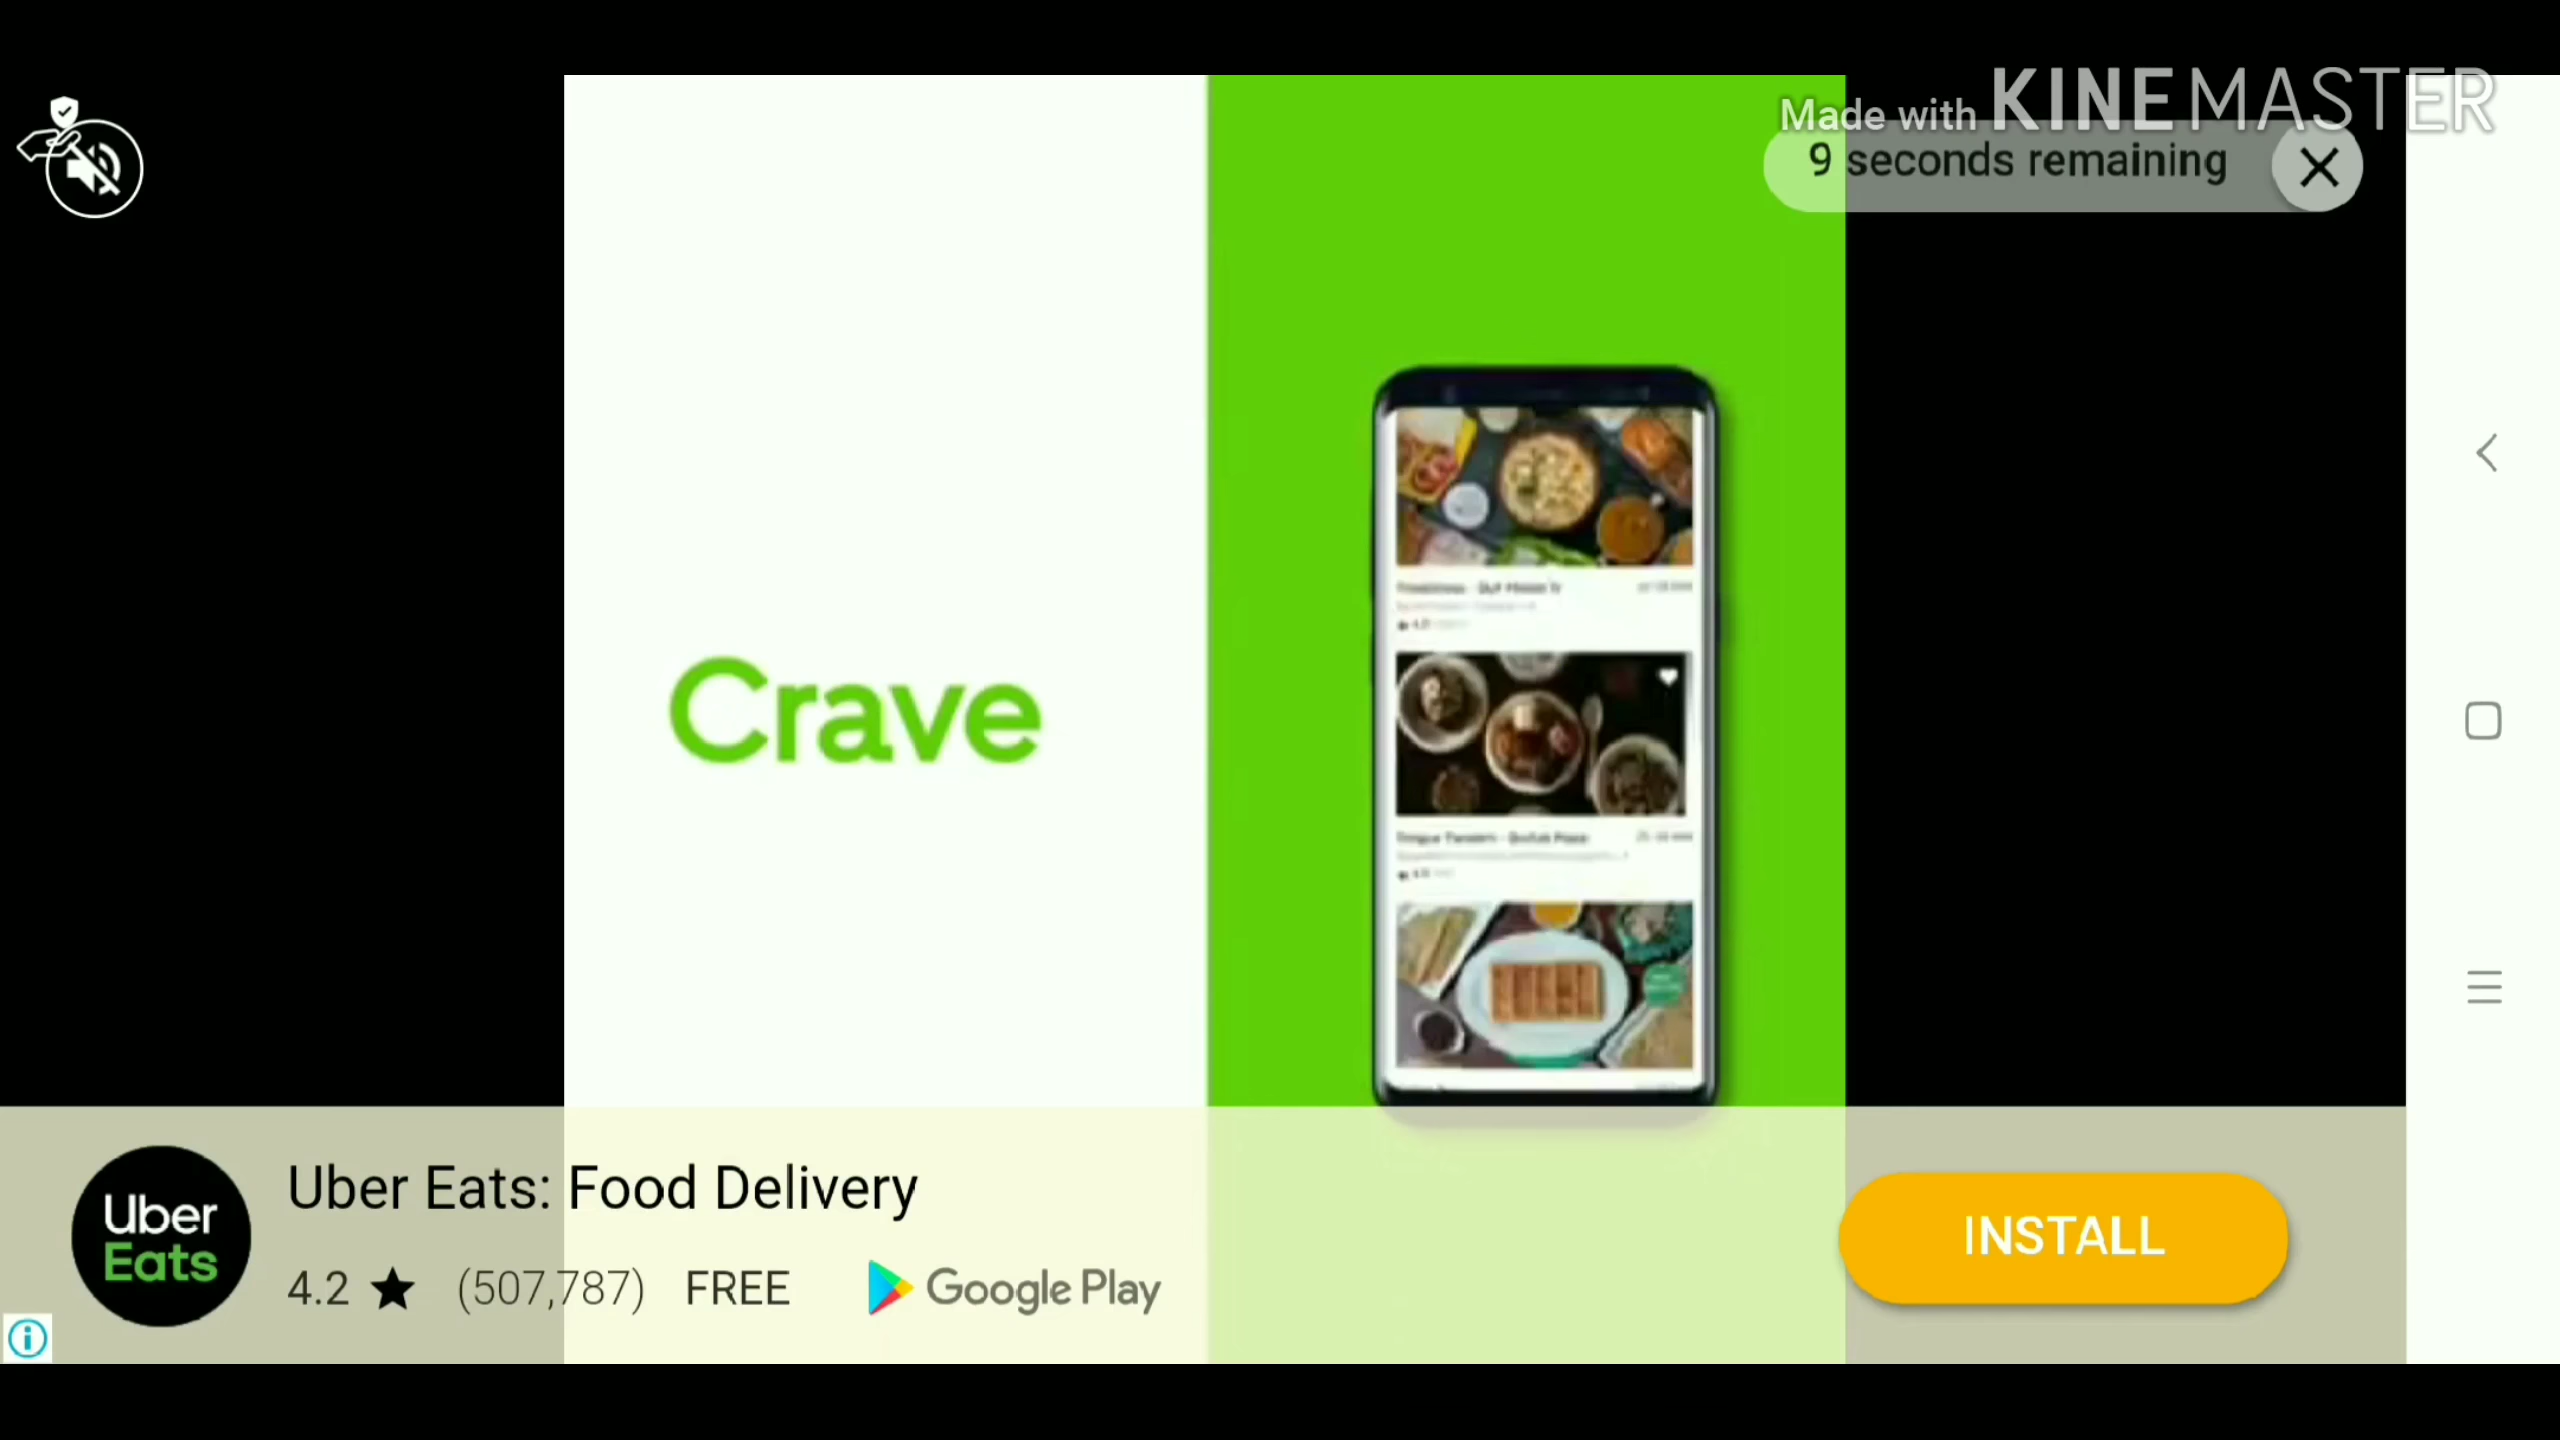 Made with KINEMASTER
9 seconds remaining
Crave
Uber Eats
Uber Eats: Food Delivery
4.2 ★ (507,787) FREE Google Play
INSTALL